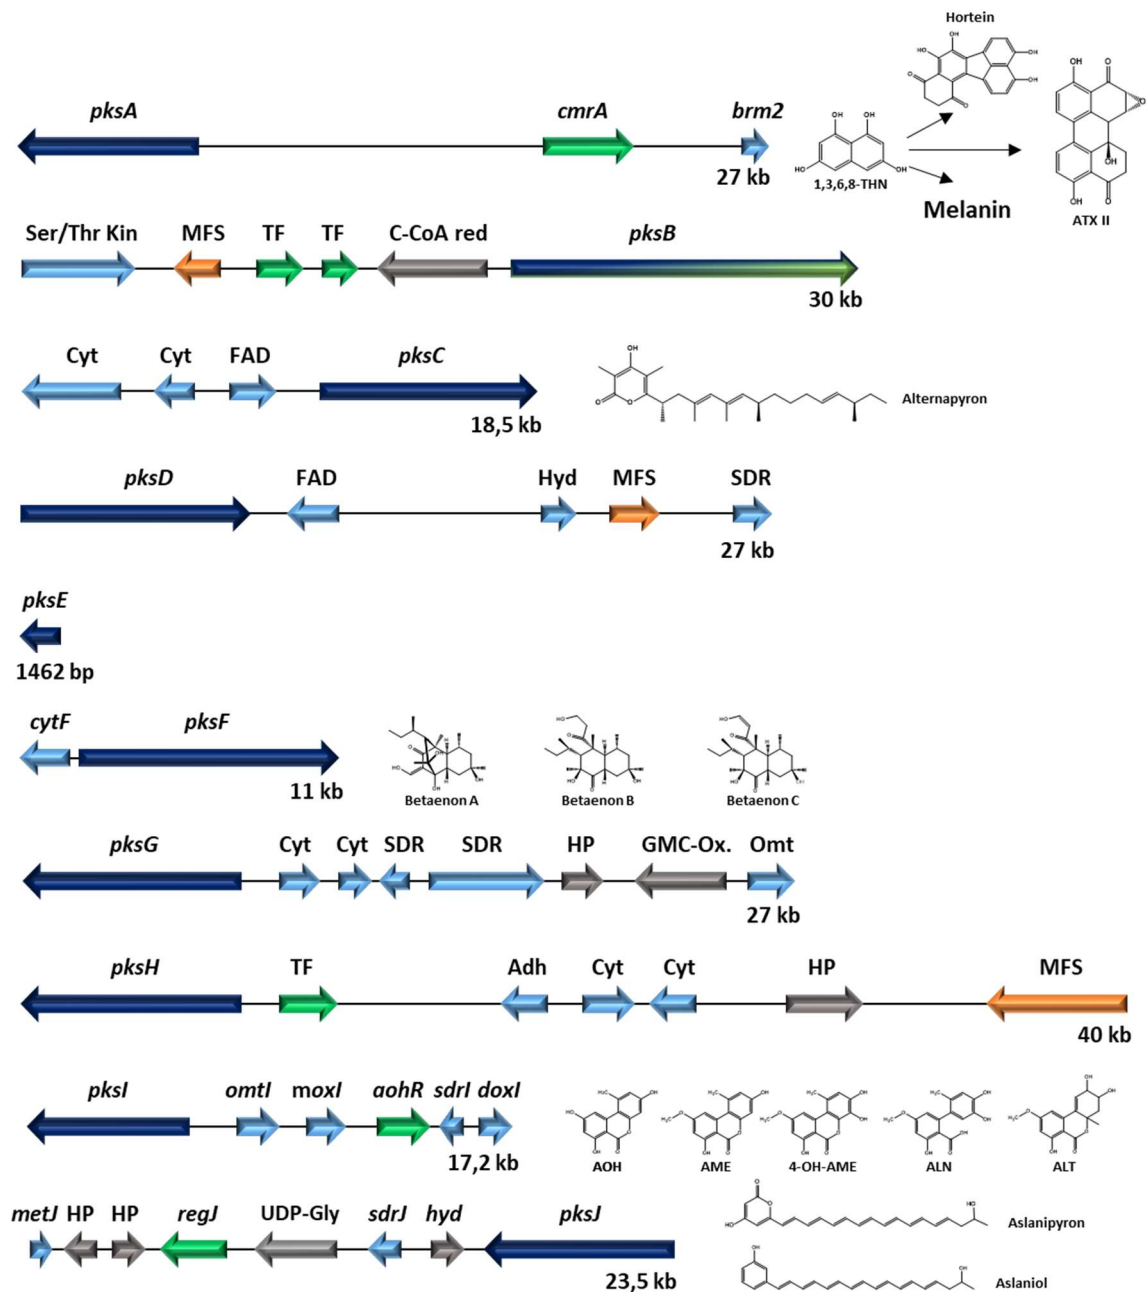 Hortein
pksA cmrA brm2
27 kb
1,3,6,8-THN
Melanin
ATX II
Ser/Thr Kin MFS TF TF C-CoA red pksB
30 kb
Cyt Cyt FAD pksC
18,5 kb
Alternapyron
pksD FAD Hyd MFS SDR
27 kb
pksE
1462 bp
cytF pksF
11 kb
Betaenon A Betaenon B Betaenon C
pksG Cyt Cyt SDR SDR HP GMC-Ox. Omt
27 kb
pksH TF Adh Cyt Cyt HP MFS
40 kb
pksI omtI moxI aohR sdrI doxI
17,2 kb
AOH AME 4-OH-AME ALN ALT
metJ HP HP regJ UDP-Gly sdrJ hyd pksJ
23,5 kb
Aslanipyron
Aslaniol